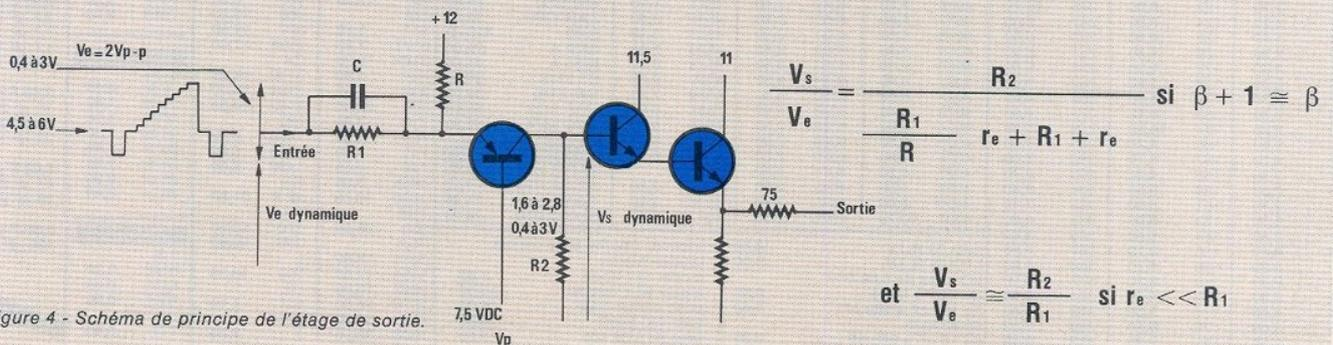 + 12
Ve = 2Vp-p
0,4 à 3V
4,5 à 6V
C
R
Entrée
R1
Ve dynamique
11,5
11
1,6 à 2,8
0,4 à 3V
R2
Vs dynamique
75
Sortie
7,5 VDC
Vp
Vs / Ve = R2 / (R1 / R re + R1 + re) si β + 1 ≅ β
et Vs / Ve ≅ R2 / R1 si re << R1
igure 4 - Schéma de principe de l'étage de sortie.